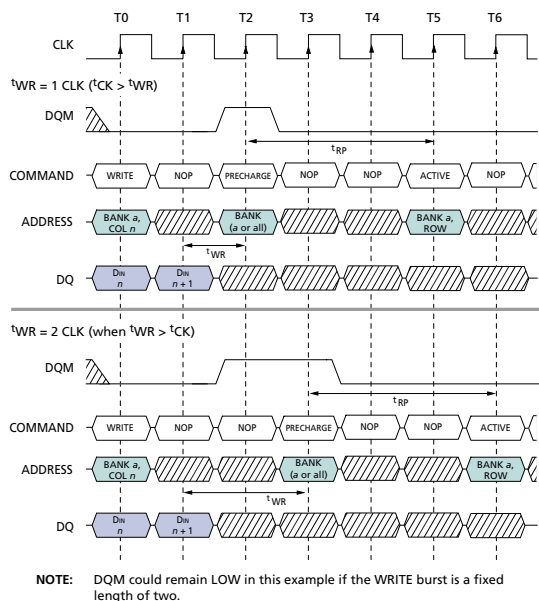 T0 T1 T2 T3 T4 T5 T6
CLK
tWR = 1 CLK (tCK > tWR)
DQM
tRP
COMMAND WRITE NOP PRECHARGE NOP NOP ACTIVE NOP
ADDRESS BANK a, COL n BANK (a or all) BANK a, ROW
tWR
DQ DIN n DIN n + 1
tWR = 2 CLK (when tWR > tCK)
DQM
tRP
COMMAND WRITE NOP NOP PRECHARGE NOP NOP ACTIVE
ADDRESS BANK a, COL n BANK (a or all) BANK a, ROW
tWR
DQ DIN n DIN n + 1
NOTE: DQM could remain LOW in this example if the WRITE burst is a fixed
length of two.